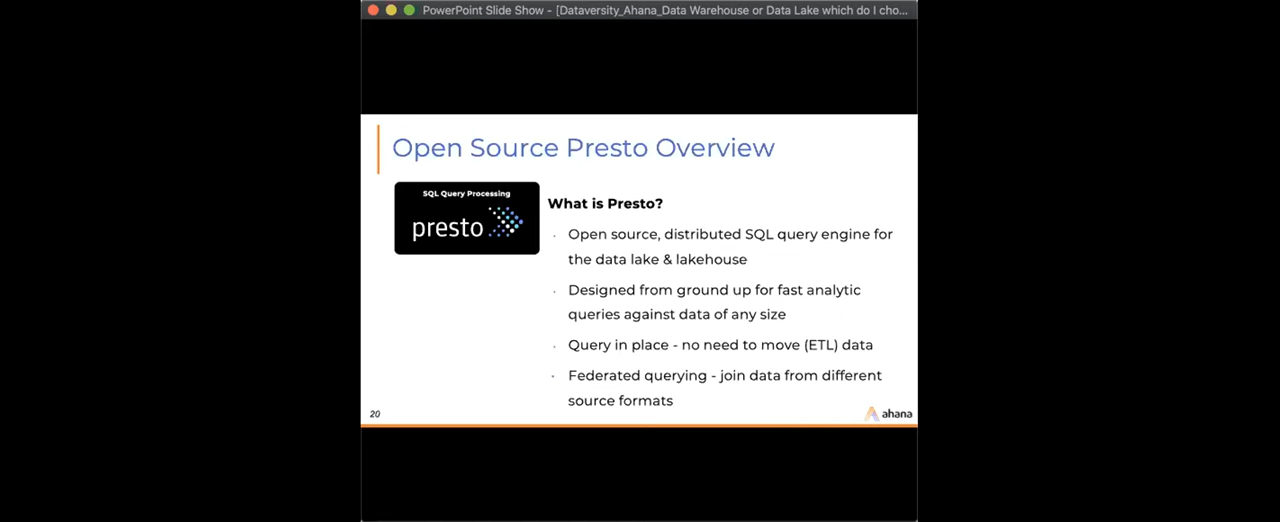 PowerPoint Slide Show - [Dataversity_Ahana_Data Warehouse or Data Lake which do I cho...
Open Source Presto Overview
SQL Query Processing
presto
What is Presto?
· Open source, distributed SQL query engine for
the data lake & lakehouse
· Designed from ground up for fast analytic
queries against data of any size
· Query in place - no need to move (ETL) data
· Federated querying - join data from different
source formats
20
ahana